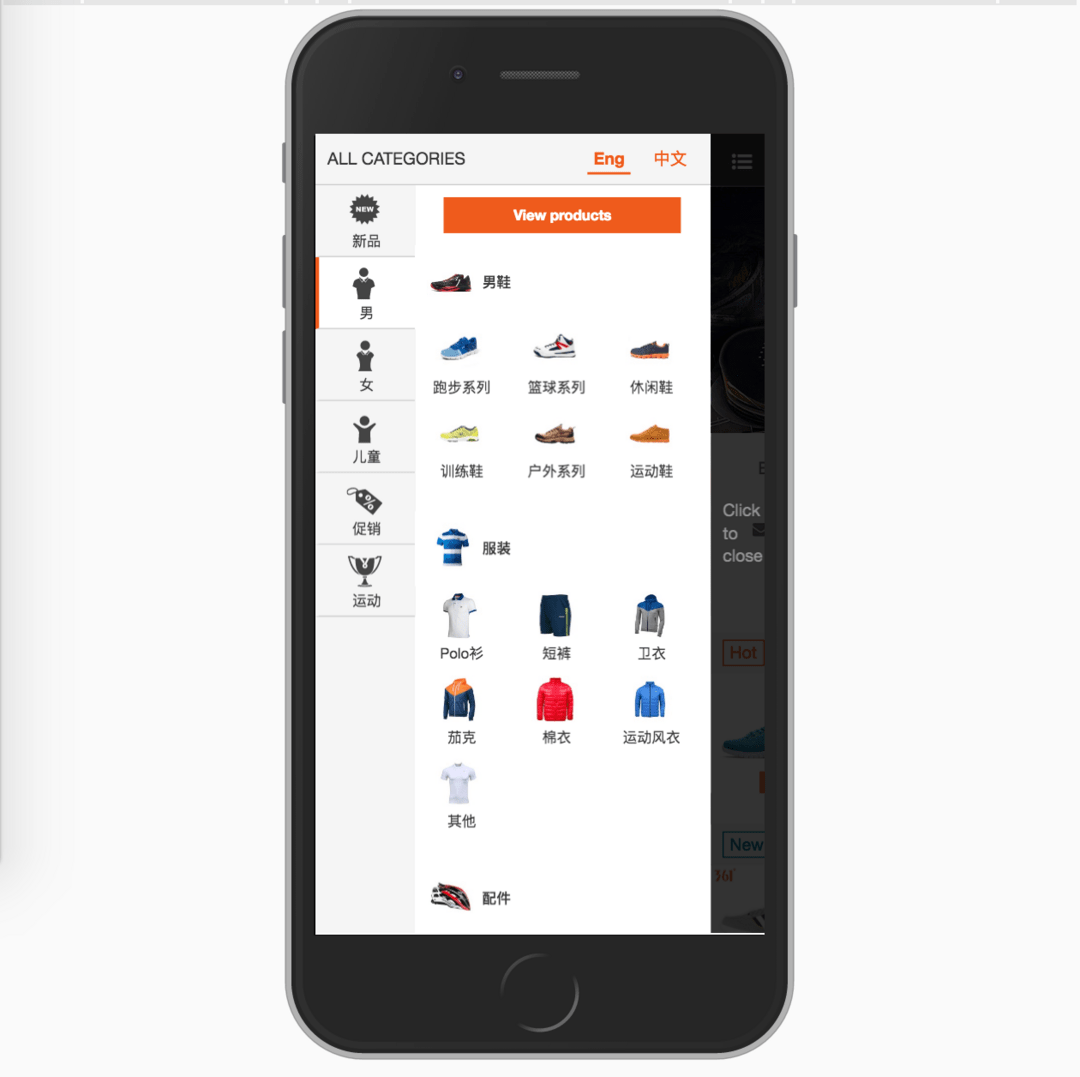 ALL CATEGORIES
Eng
中文
NEW
新品
男
女
儿童
促销
运动
View products
男鞋
跑步系列
篮球系列
休闲鞋
训练鞋
户外系列
运动鞋
服装
Polo衫
短裤
卫衣
茄克
棉衣
运动风衣
其他
配件
Click
to
close
Hot
New
361°